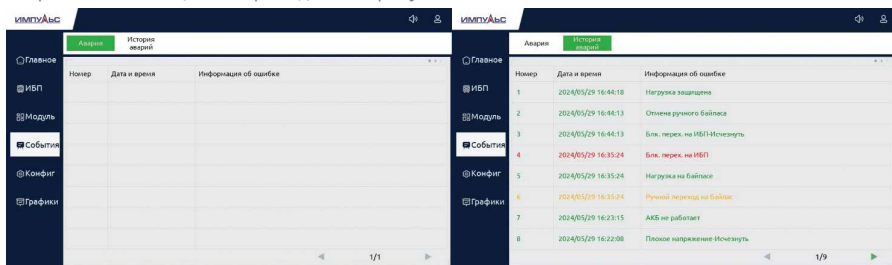 ИМПУЛЬС
Авария
История
аварий
Главное
ИБП
Модуль
События
Конфиг
Графики
Номер Дата и время Информация об ошибке
1/1
ИМПУЛЬС
Авария
История
аварий
Главное
ИБП
Модуль
События
Конфиг
Графики
Номер Дата и время Информация об ошибке
1 2024/05/29 16:44:18 Нагрузка защищена
2 2024/05/29 16:44:13 Отмена ручного байпаса
3 2024/05/29 16:44:13 Блк. перех. на ИБП-Исчезнуть
4 2024/05/29 16:35:24 Блк. перех. на ИБП
5 2024/05/29 16:35:24 Нагрузка на байпасе
6 2024/05/29 16:35:24 Ручной переход на байпас
7 2024/05/29 16:23:15 АКБ не работает
8 2024/05/29 16:22:08 Плохое напряжение-Исчезнуть
1/9